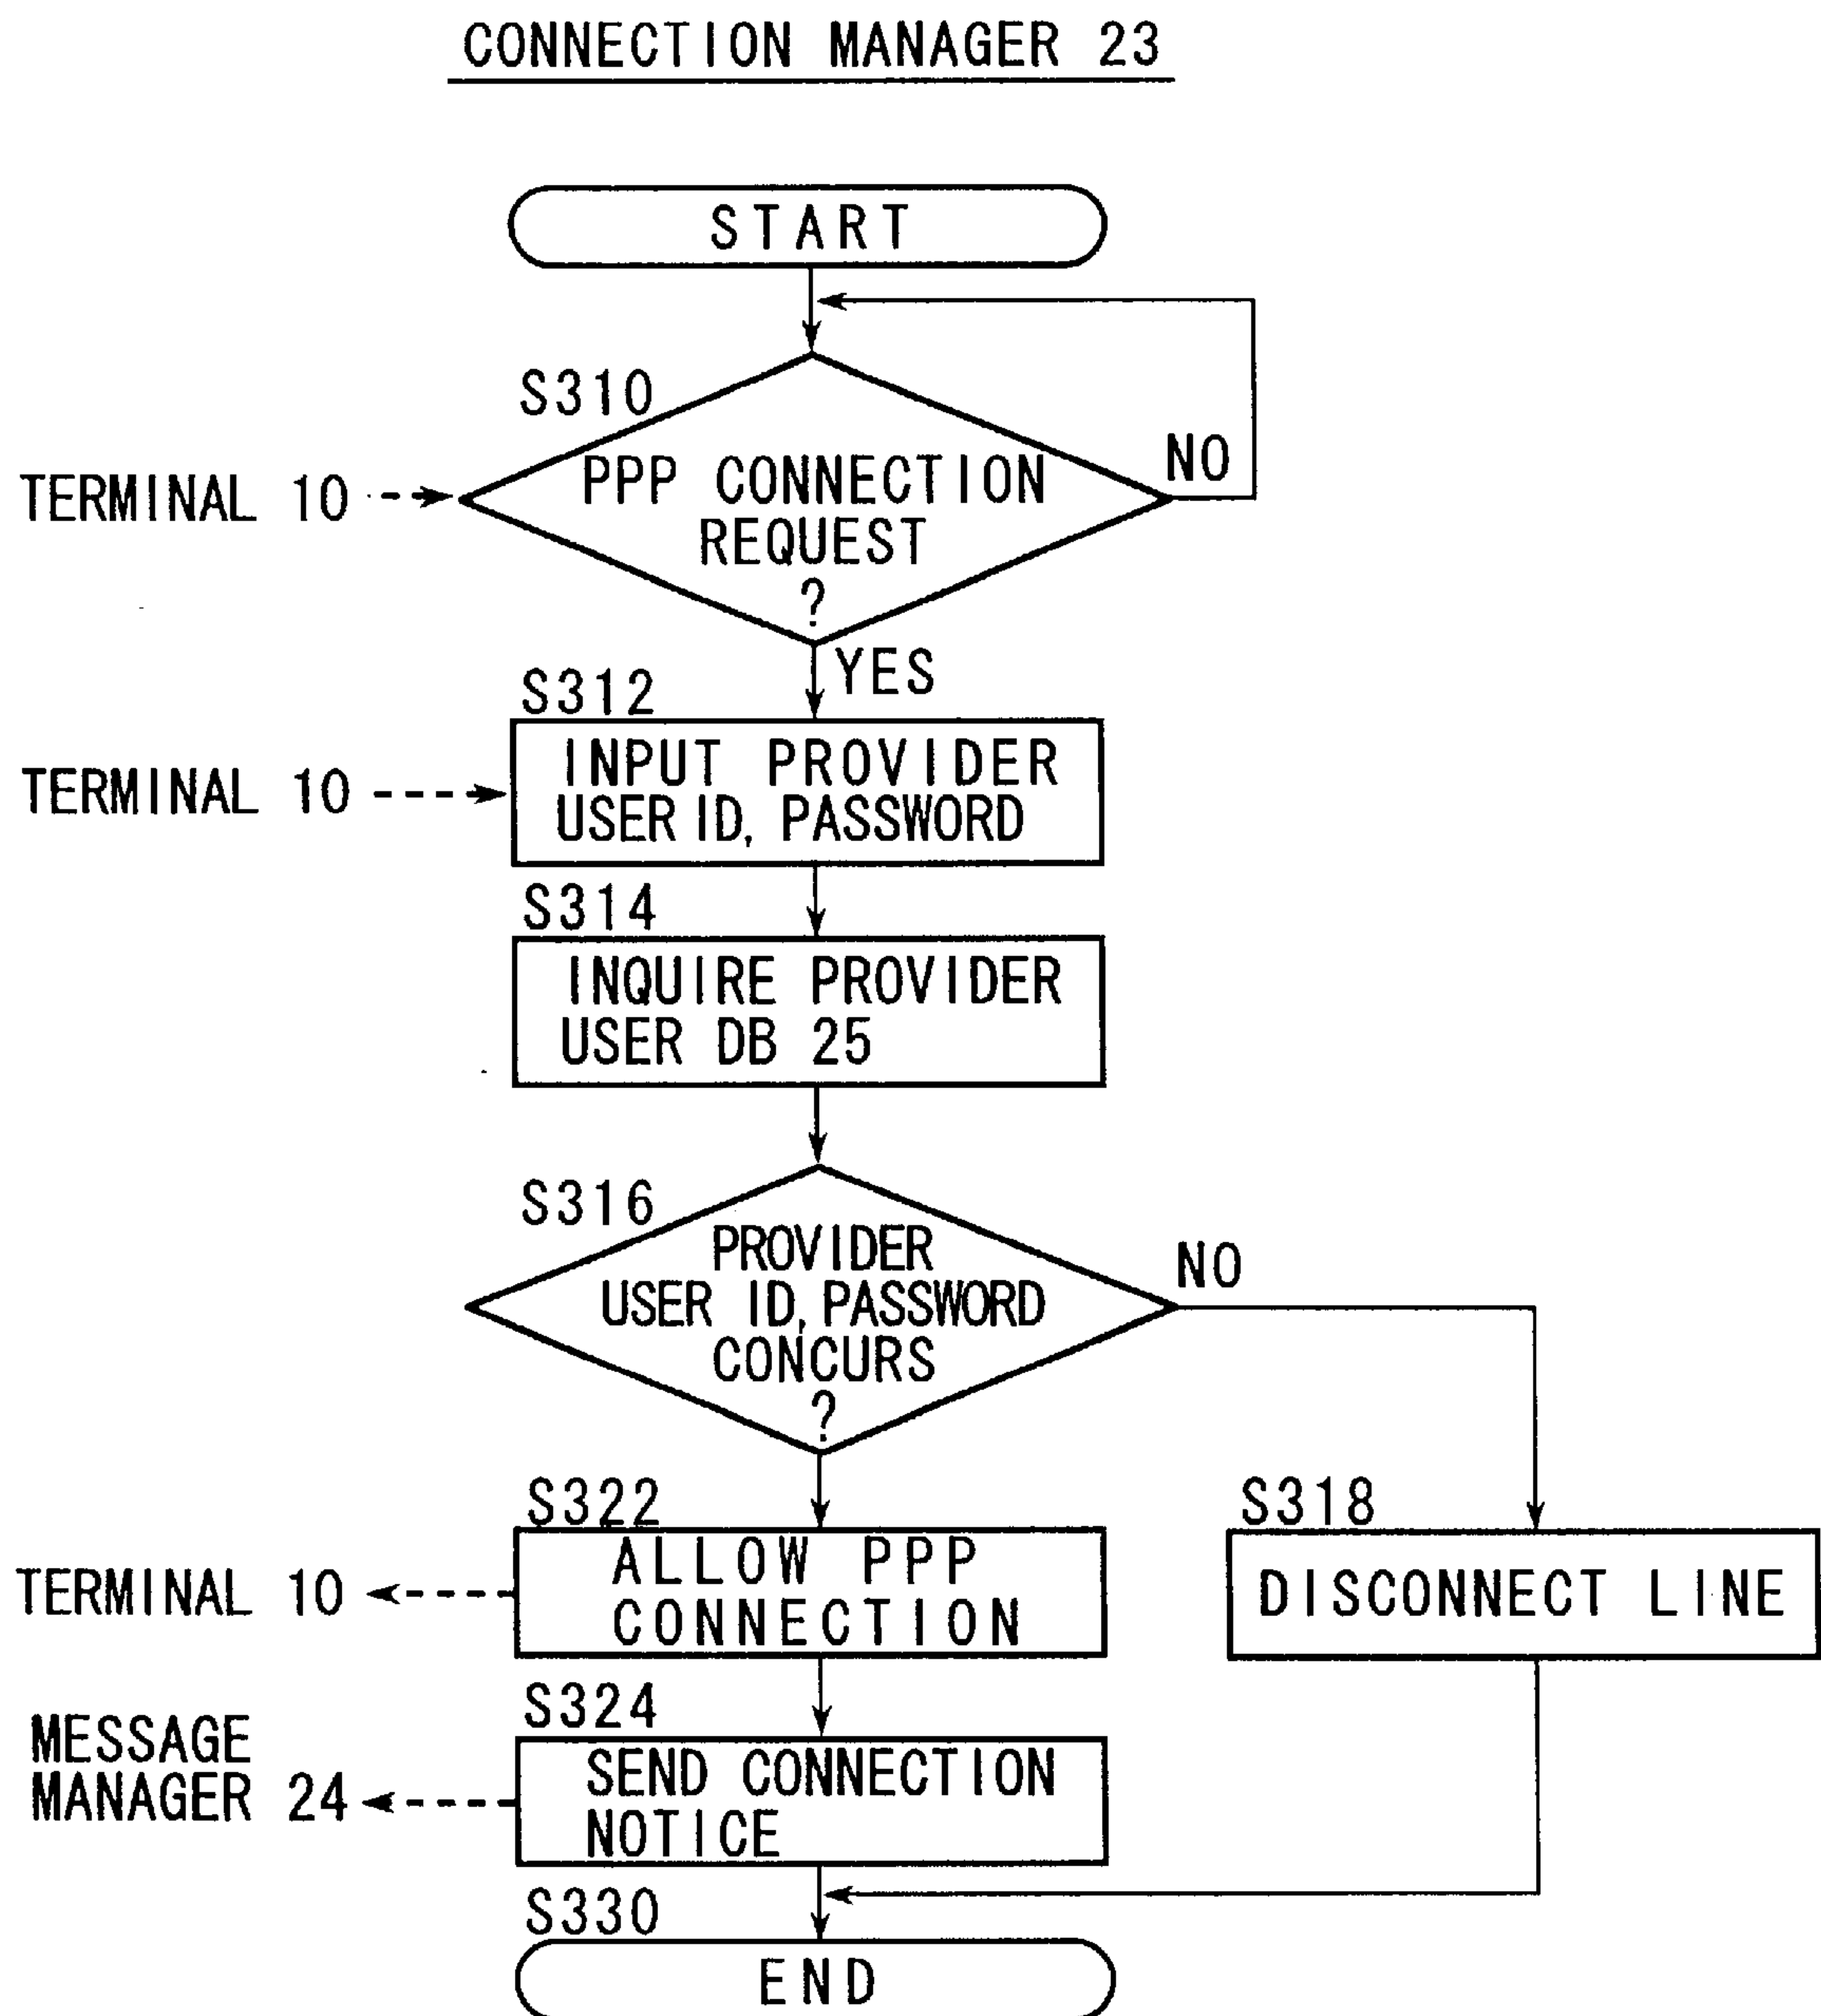 CONNECTION MANAGER 23
START
S310
NO
TERMINAL 10
PPP CONNECTION
REQUEST
?
YES
S312
TERMINAL 10
INPUT PROVIDER
USER ID, PASSWORD
S314
INQUIRE PROVIDER
USER DB 25
S316
PROVIDER
USER ID, PASSWORD
CONCURS
?
NO
S322
S318
TERMINAL 10
ALLOW PPP
CONNECTION
DISCONNECT LINE
S324
MESSAGE
MANAGER 24
SEND CONNECTION
NOTICE
S330
END